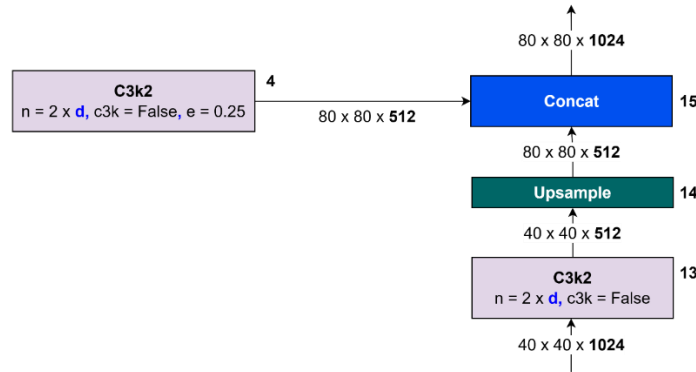 80 x 80 x 1024
4
C3k2
n = 2 x d, c3k = False, e = 0.25
80 x 80 x 512
Concat
15
80 x 80 x 512
Upsample
14
40 x 40 x 512
C3k2
n = 2 x d, c3k = False
13
40 x 40 x 1024